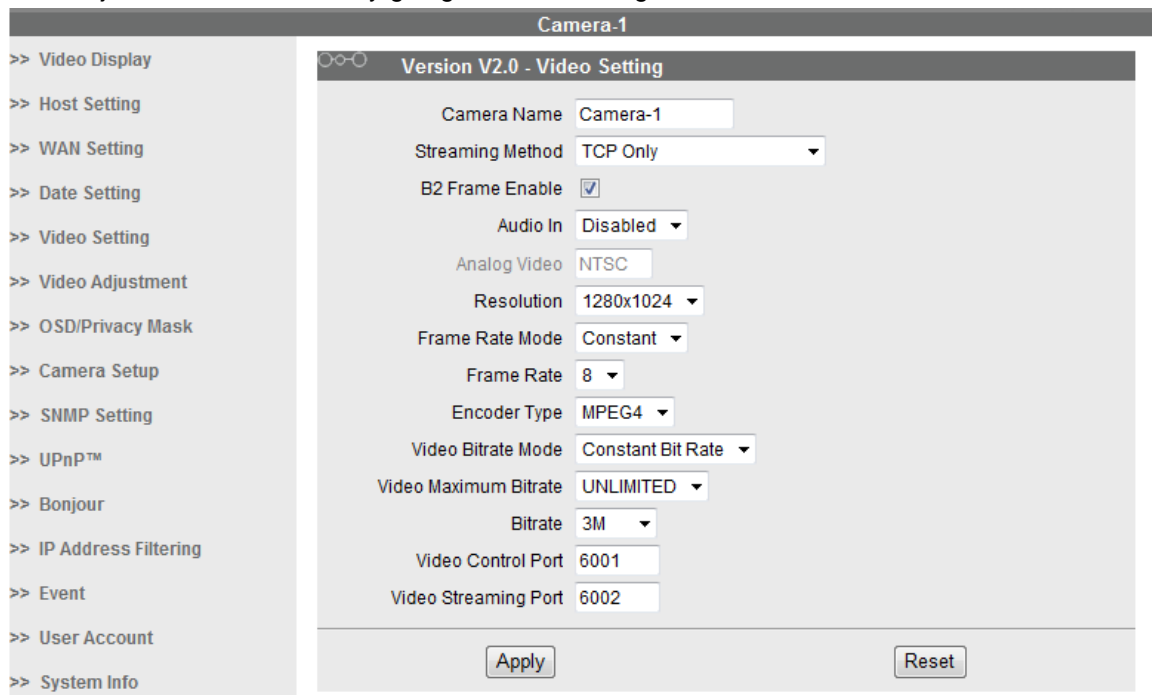 Camera-1
>> Video Display
>> Host Setting
>> WAN Setting
>> Date Setting
>> Video Setting
>> Video Adjustment
>> OSD/Privacy Mask
>> Camera Setup
>> SNMP Setting
>> UPnP™
>> Bonjour
>> IP Address Filtering
>> Event
>> User Account
>> System Info
Version V2.0 - Video Setting
Camera Name Camera-1
Streaming Method TCP Only
B2 Frame Enable
Audio In Disabled
Analog Video NTSC
Resolution 1280x1024
Frame Rate Mode Constant
Frame Rate 8
Encoder Type MPEG4
Video Bitrate Mode Constant Bit Rate
Video Maximum Bitrate UNLIMITED
Bitrate 3M
Video Control Port 6001
Video Streaming Port 6002
Apply Reset